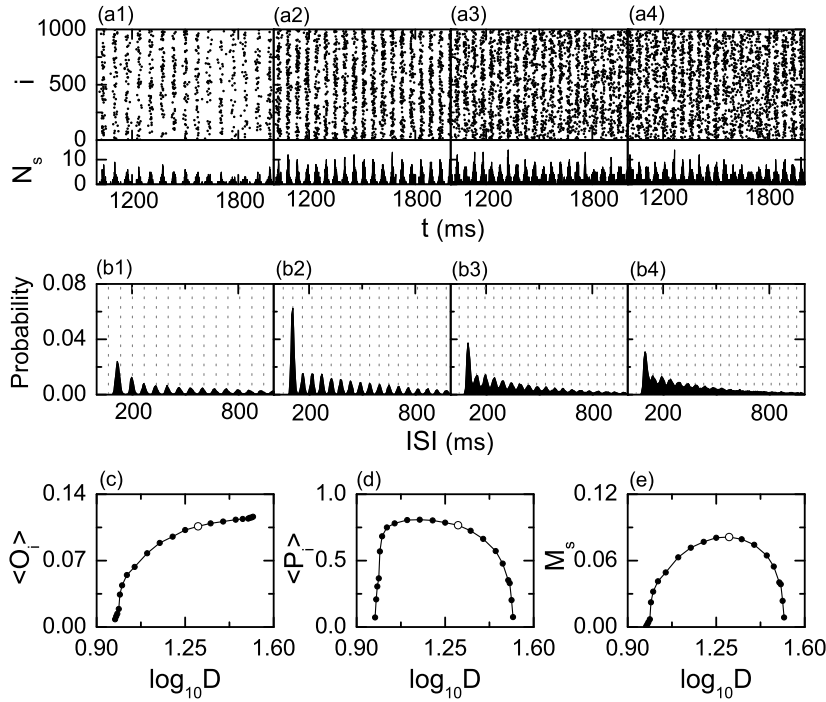 (a1) (a2) (a3) (a4)
1000
i
500
0
N_s
10
0
1200 1800 1200 1800 1200 1800 1200 1800
t (ms)
(b1) (b2) (b3) (b4)
Probability
0.08
0.04
0.00
200 800 200 800 200 800 200 800
ISI (ms)
(c) (d) (e)
<O_i>
0.14
0.07
0.00
0.90 1.25 1.60
log₁₀D
<P_i>
1.0
0.5
0.0
0.90 1.25 1.60
log₁₀D
M_s
0.12
0.06
0.00
0.90 1.25 1.60
log₁₀D